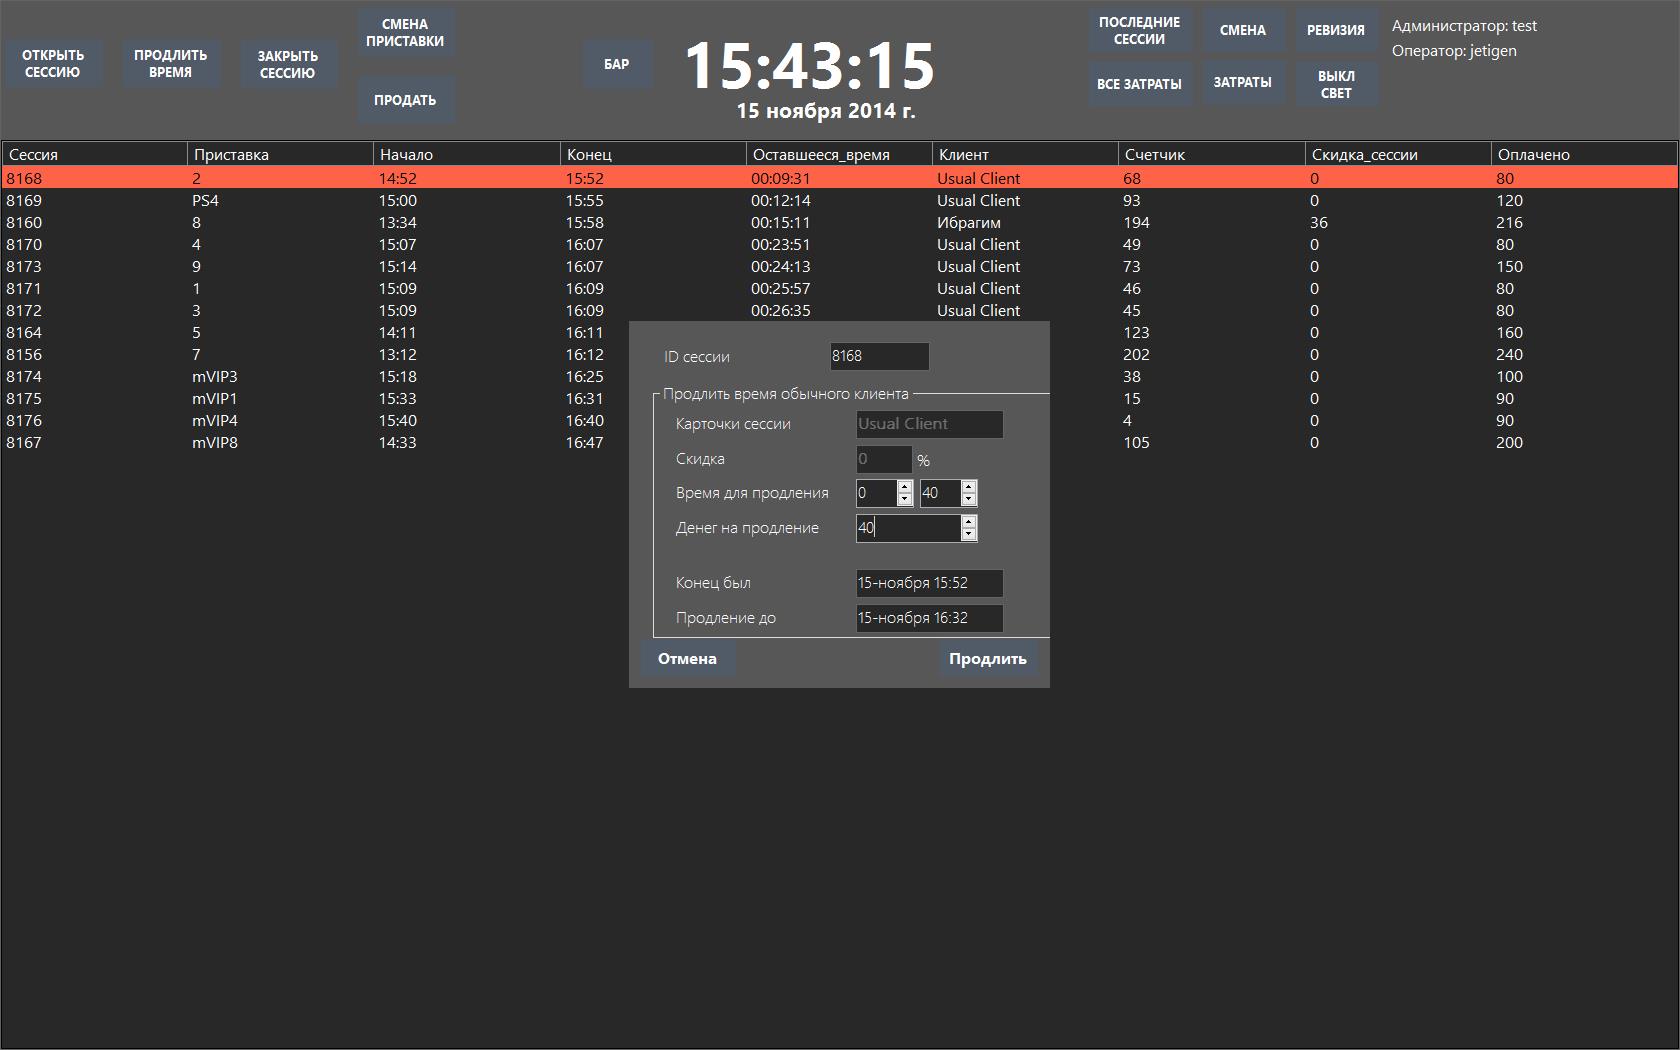 ОТКРЫТЬ
СЕССИЮ
ПРОДЛИТЬ
ВРЕМЯ
ЗАКРЫТЬ
СЕССИЮ
СМЕНА
ПРИСТАВКИ
ПРОДАТЬ
БАР
15:43:15
15 ноября 2014 г.
ПОСЛЕДНИЕ
СЕССИИ
СМЕНА
РЕВИЗИЯ
ВСЕ ЗАТРАТЫ
ЗАТРАТЫ
ВЫКЛ
СВЕТ
Администратор: test
Оператор: jetigen
Сессия Приставка Начало Конец Оставшееся_время Клиент Счетчик Скидка_сессии Оплачено
8168 2 14:52 15:52 00:09:31 Usual Client 68 0 80
8169 PS4 15:00 15:55 00:12:14 Usual Client 93 0 120
8160 8 13:34 15:58 00:15:11 Ибрагим 194 36 216
8170 4 15:07 16:07 00:23:51 Usual Client 49 0 80
8173 9 15:14 16:07 00:24:13 Usual Client 73 0 150
8171 1 15:09 16:09 00:25:57 Usual Client 46 0 80
8172 3 15:09 16:09 00:26:35 Usual Client 45 0 80
8164 5 14:11 16:11 123 0 160
8156 7 13:12 16:12 202 0 240
8174 mVIP3 15:18 16:25 38 0 100
8175 mVIP1 15:33 16:31 15 0 90
8176 mVIP4 15:40 16:40 4 0 90
8167 mVIP8 14:33 16:47 105 0 200
ID сессии 8168
Продлить время обычного клиента
Карточки сессии Usual Client
Скидка 0 %
Время для продления 0 40
Денег на продление 40
Конец был 15-ноября 15:52
Продление до 15-ноября 16:32
Отмена Продлить